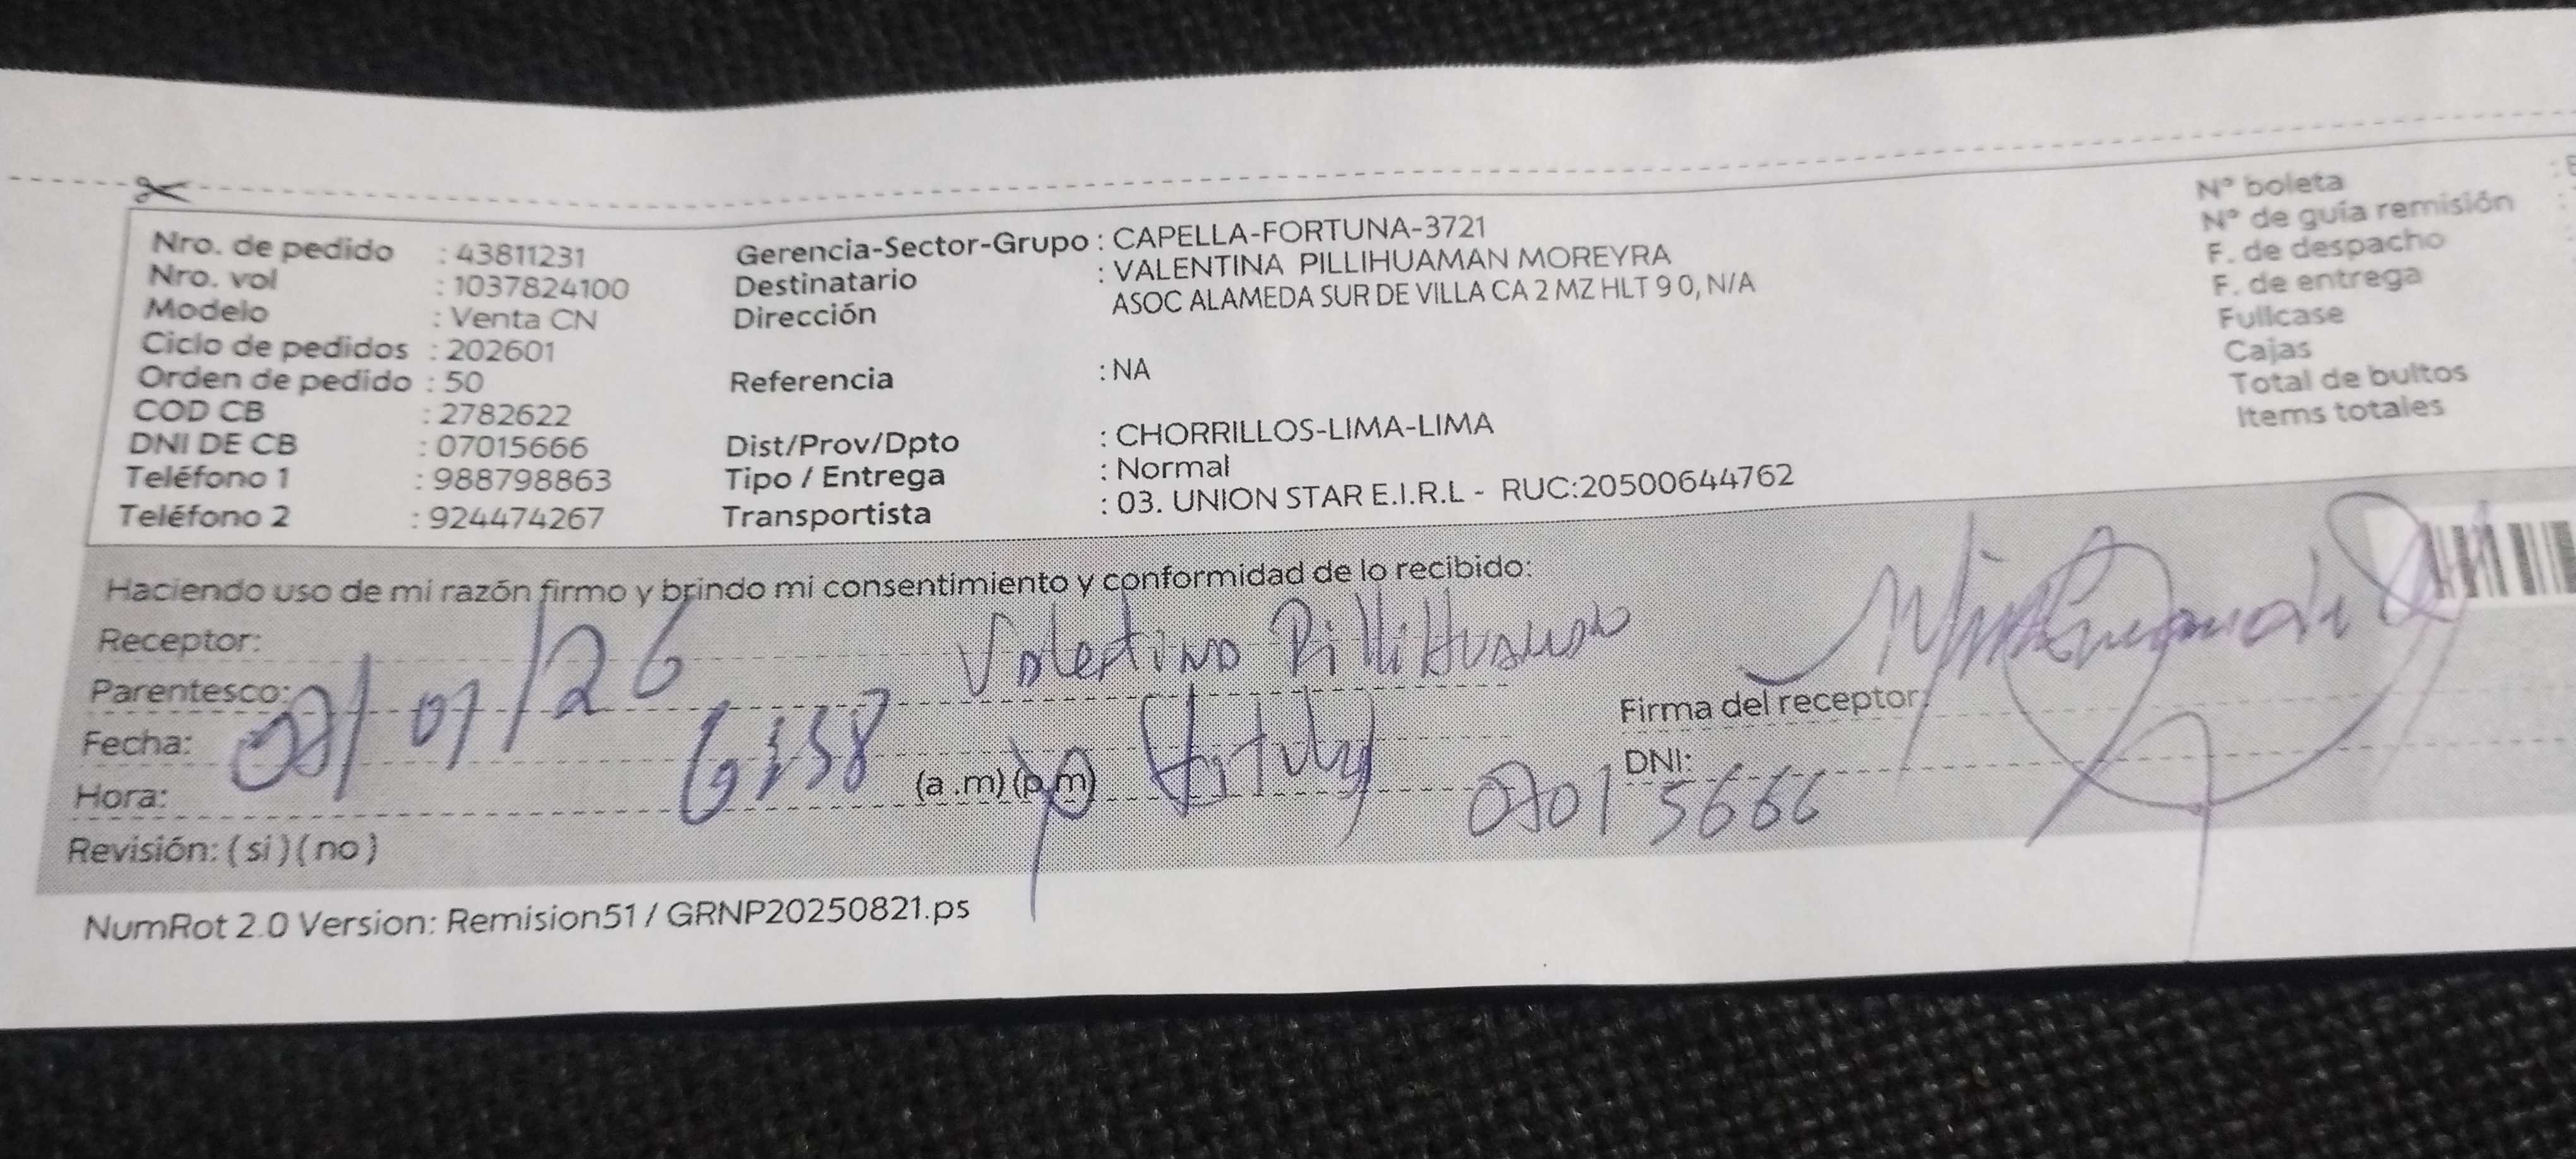 Nro. de pedido : 43811231
Nro. vol : 1037824100
Modelo : Venta CN
Ciclo de pedidos : 202601
Orden de pedido : 50
COD CB : 2782622
DNI DE CB : 07015666
Teléfono 1 : 988798863
Teléfono 2 : 924474267
Gerencia-Sector-Grupo : CAPELLA-FORTUNA-3721
Destinatario : VALENTINA PILLIHUAMAN MOREYRA
Dirección ASOC ALAMEDA SUR DE VILLA CA 2 MZ HLT 9 0, N/A
Referencia : NA
Dist/Prov/Dpto : CHORRILLOS-LIMA-LIMA
Tipo / Entrega : Normal
Transportista : 03. UNION STAR E.I.R.L - RUC:20500644762
N° boleta
N° de guía remisión
F. de despacho
F. de entrega
Fullcase
Cajas
Total de bultos
Items totales
Haciendo uso de mi razón firmo y brindo mi consentimiento y conformidad de lo recibido:
Receptor: Valentina Pillihuaman
Parentesco:
Fecha:
Hora: 6:58 (a .m) (p.m)
Revisión: ( si ) ( no )
Firma del receptor:
DNI: 07015666
NumRot 2.0 Version: Remision51 / GRNP20250821.ps